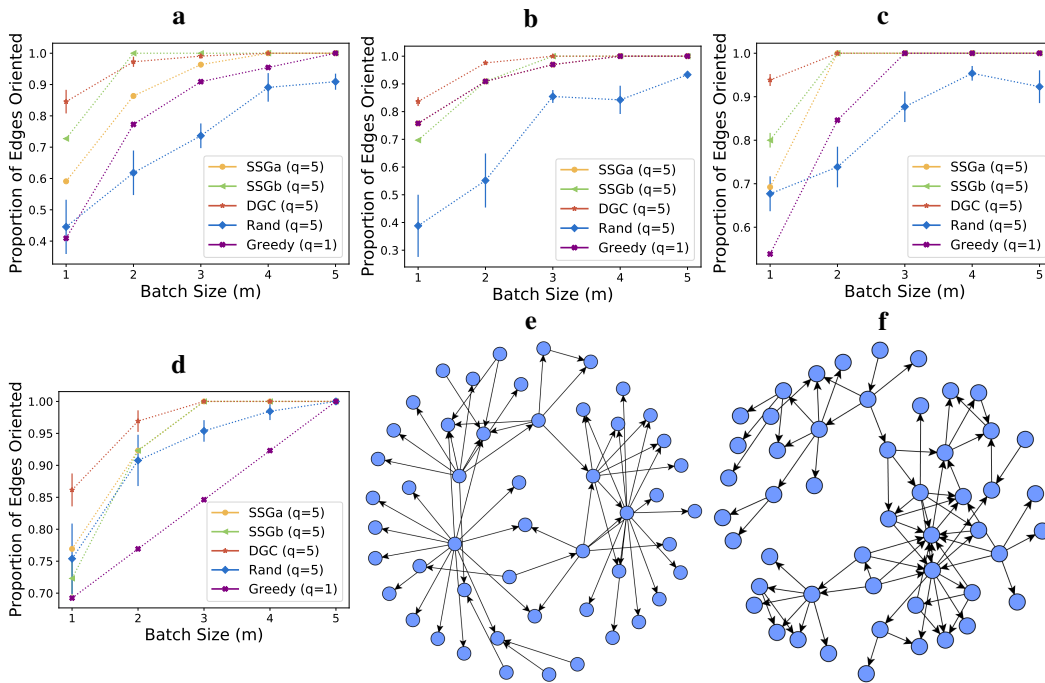 a
b
c
Proportion of Edges Oriented
1.0
0.9
0.8
0.7
0.6
0.5
0.4
SSGa (q=5)
SSGb (q=5)
DGC (q=5)
Rand (q=5)
Greedy (q=1)
1 2 3 4 5
Batch Size (m)
Proportion of Edges Oriented
1.0
0.9
0.8
0.7
0.6
0.5
0.4
0.3
SSGa (q=5)
SSGb (q=5)
DGC (q=5)
Rand (q=5)
Greedy (q=1)
1 2 3 4 5
Batch Size (m)
Proportion of Edges Oriented
1.0
0.9
0.8
0.7
0.6
SSGa (q=5)
SSGb (q=5)
DGC (q=5)
Rand (q=5)
Greedy (q=1)
1 2 3 4 5
Batch Size (m)
d
e
f
Proportion of Edges Oriented
1.00
0.95
0.90
0.85
0.80
0.75
0.70
SSGa (q=5)
SSGb (q=5)
DGC (q=5)
Rand (q=5)
Greedy (q=1)
1 2 3 4 5
Batch Size (m)